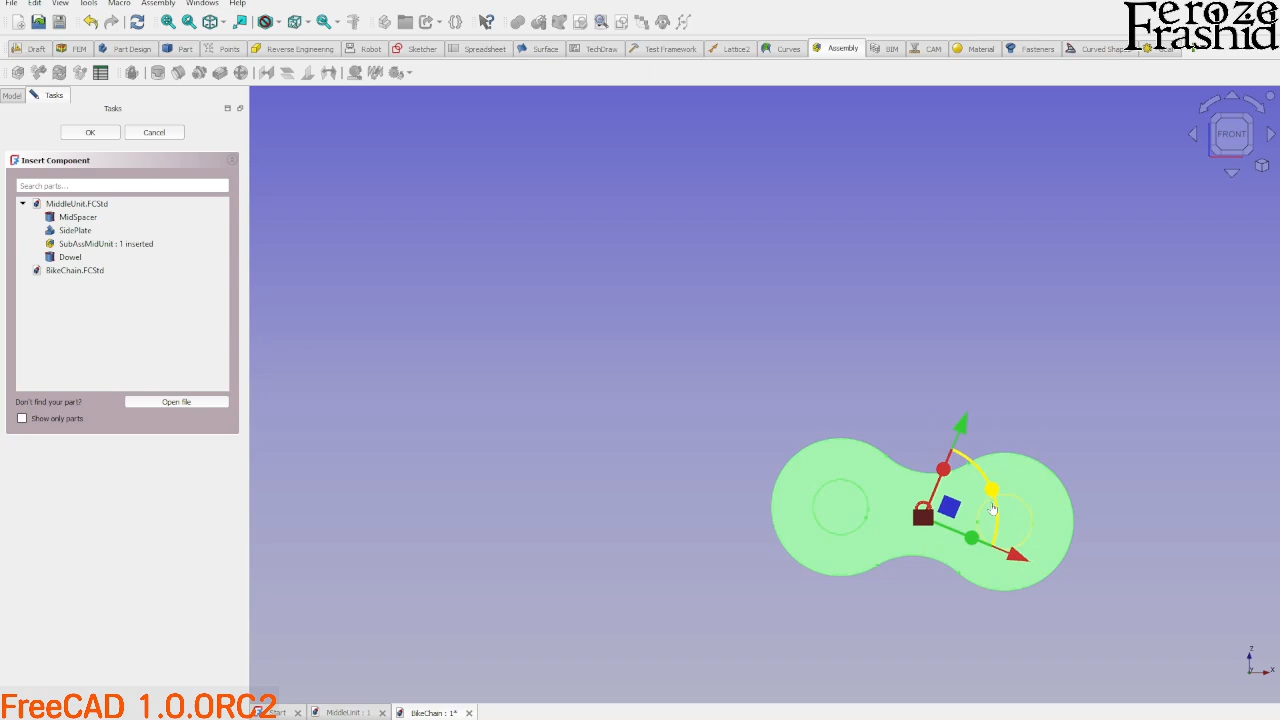 File Edit View Tools Macro Assembly Windows Help
Feroze
Frashid
Draft FEM Part Design Part Points Reverse Engineering Robot Sketcher Spreadsheet Surface TechDraw Test Framework Lattice2 Curves Assembly BIM CAM Material Fasteners Curved
Model Tasks
Tasks
OK Cancel
Insert Component
Search parts...
MiddleUnit.FCStd
MidSpacer
SidePlate
SubAssMidUnit : 1 inserted
Dowel
BikeChain.FCStd
Don't find your part? Open file
Show only parts
FRONT
Z
X
FreeCAD 1.0.0RC2
Start MiddleUnit : 1 BikeChain : 1*